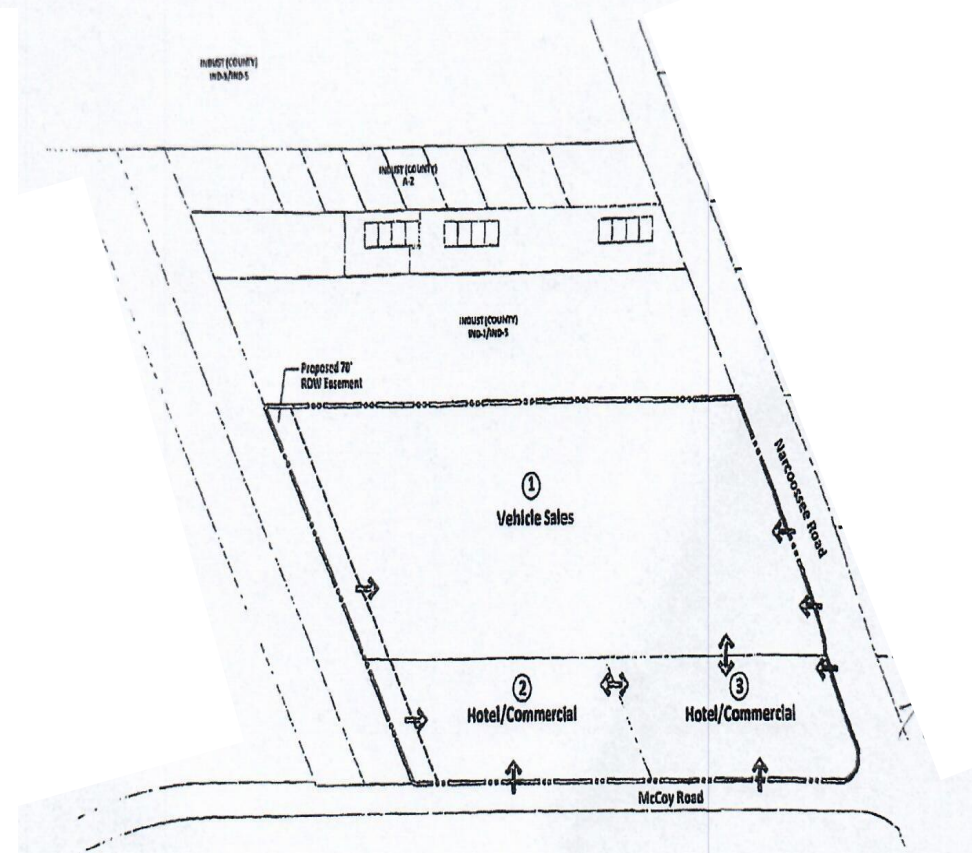 INDUST (COUNTY)
INDUST (COUNTY)
A-2
INDUST (COUNTY)
Proposed 70'
ROW Easement
1
Vehicle Sales
Narcoossee Road
2
Hotel/Commercial
3
Hotel/Commercial
McCoy Road